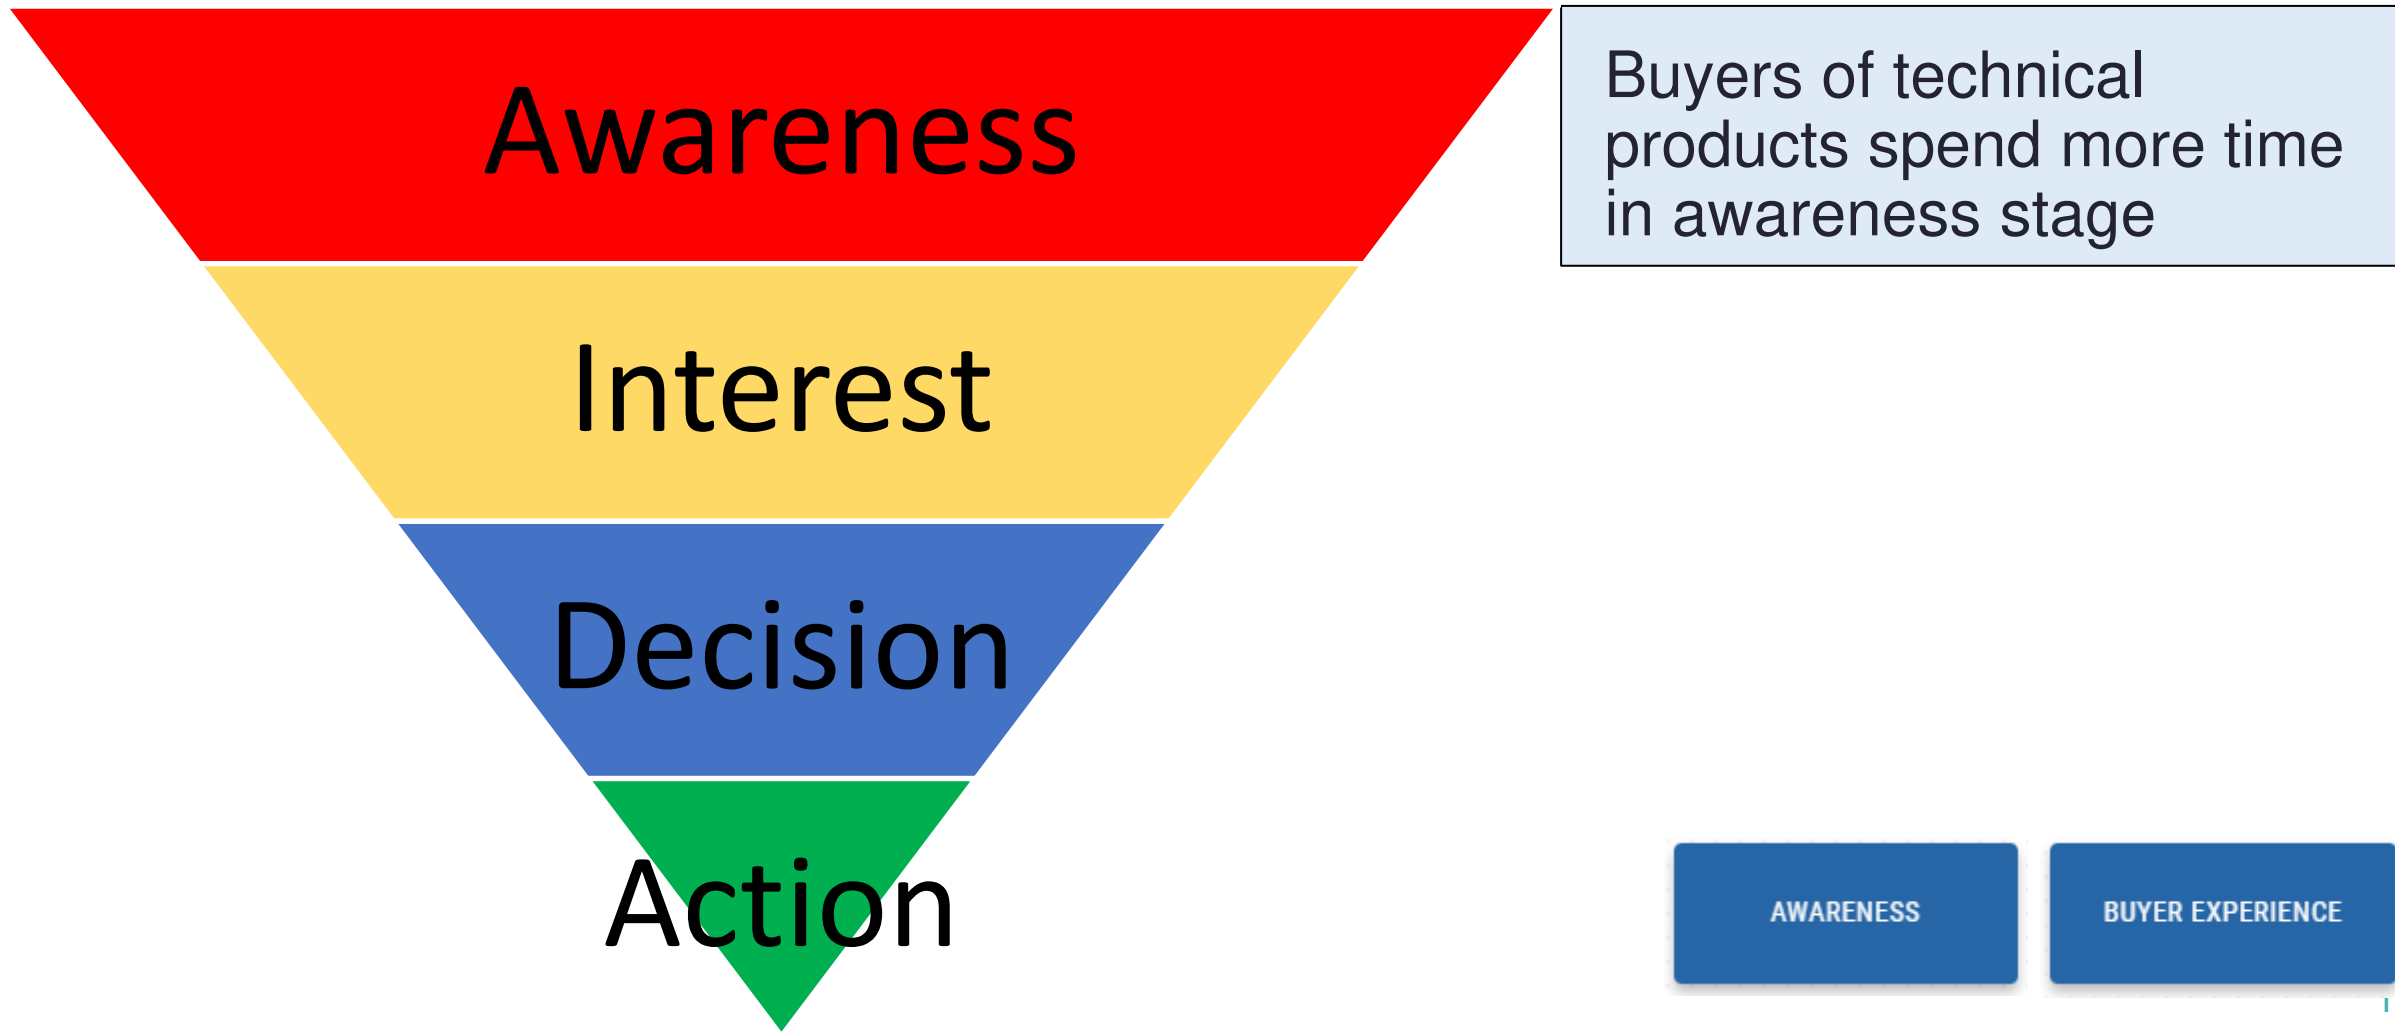 Awareness
Buyers of technical
products spend more time
in awareness stage
Interest
Decision
Action
AWARENESS
BUYER EXPERIENCE